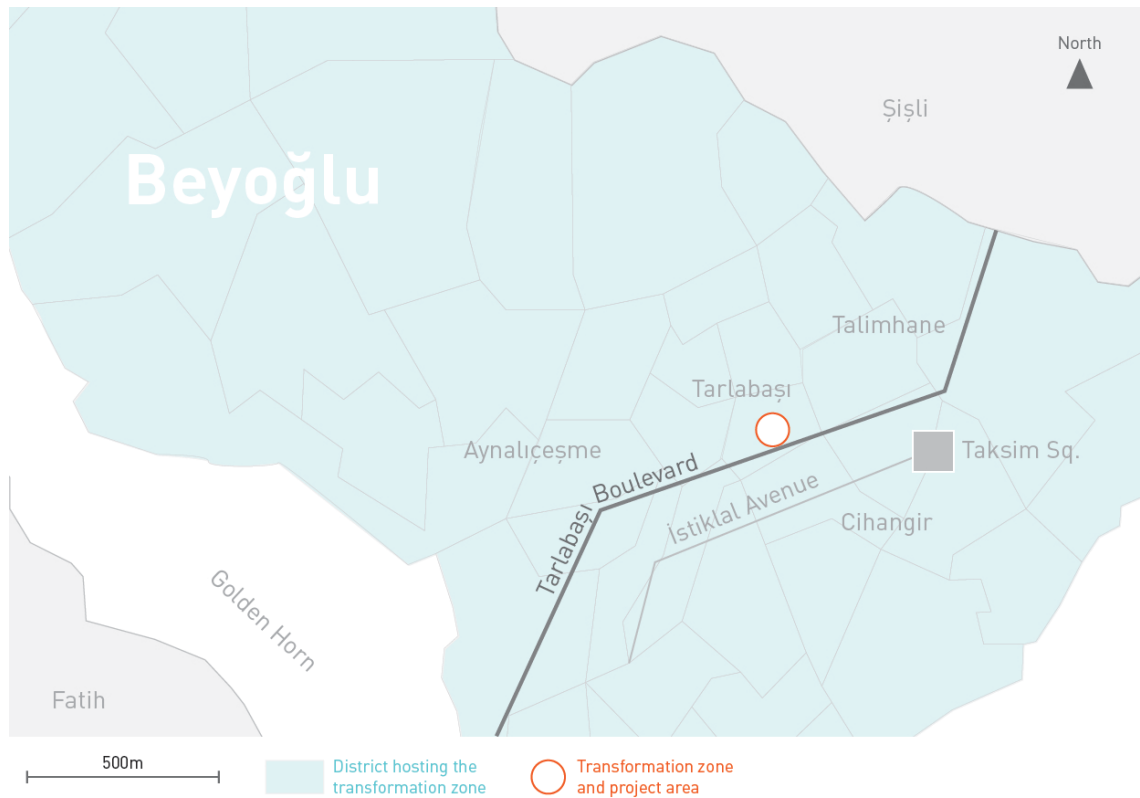 North
Şişli
Beyoğlu
Talimhane
Tarlabaşı
Aynalıçeşme
Taksim Sq.
Tarlabaşı Boulevard
İstiklal Avenue
Cihangir
Golden Horn
Fatih
500m
District hosting the
transformation zone
Transformation zone
and project area